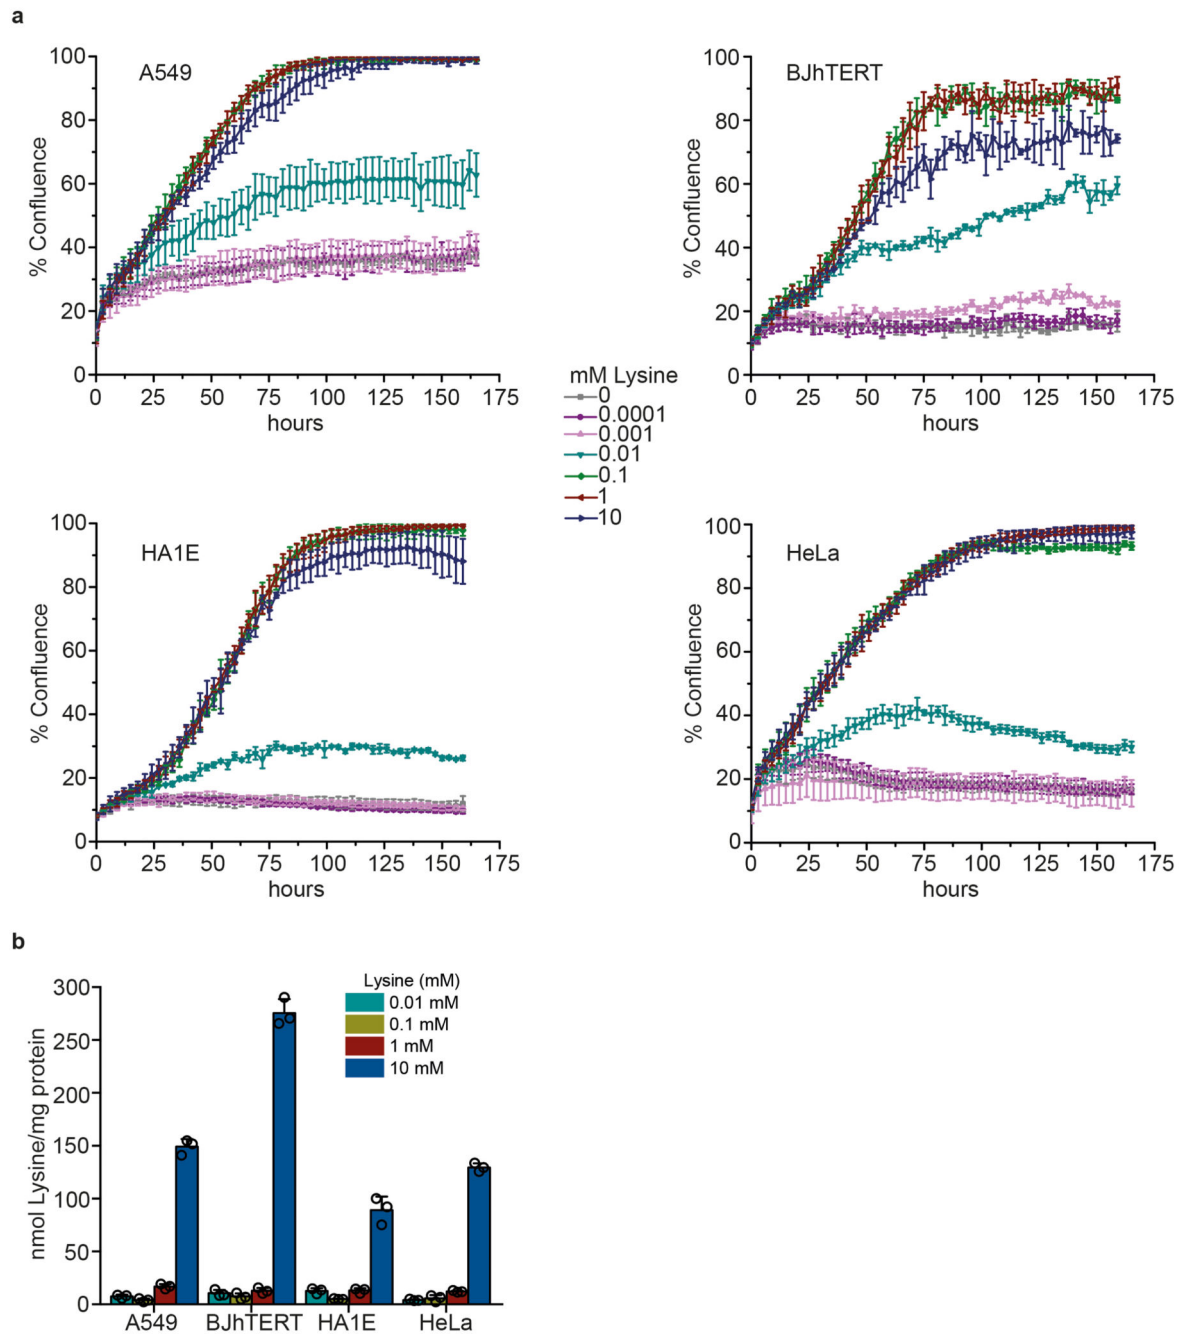 a
A549
% Confluence
100
80
60
40
20
0
0 25 50 75 100 125 150 175
hours
BJhTERT
% Confluence
100
80
60
40
20
0
0 25 50 75 100 125 150 175
hours
mM Lysine
0
0.0001
0.001
0.01
0.1
1
10
HA1E
% Confluence
100
80
60
40
20
0
0 25 50 75 100 125 150 175
hours
HeLa
% Confluence
100
80
60
40
20
0
0 25 50 75 100 125 150 175
hours
b
nmol Lysine/mg protein
300
250
200
150
100
50
0
Lysine (mM)
0.01 mM
0.1 mM
1 mM
10 mM
A549 BJhTERT HA1E HeLa